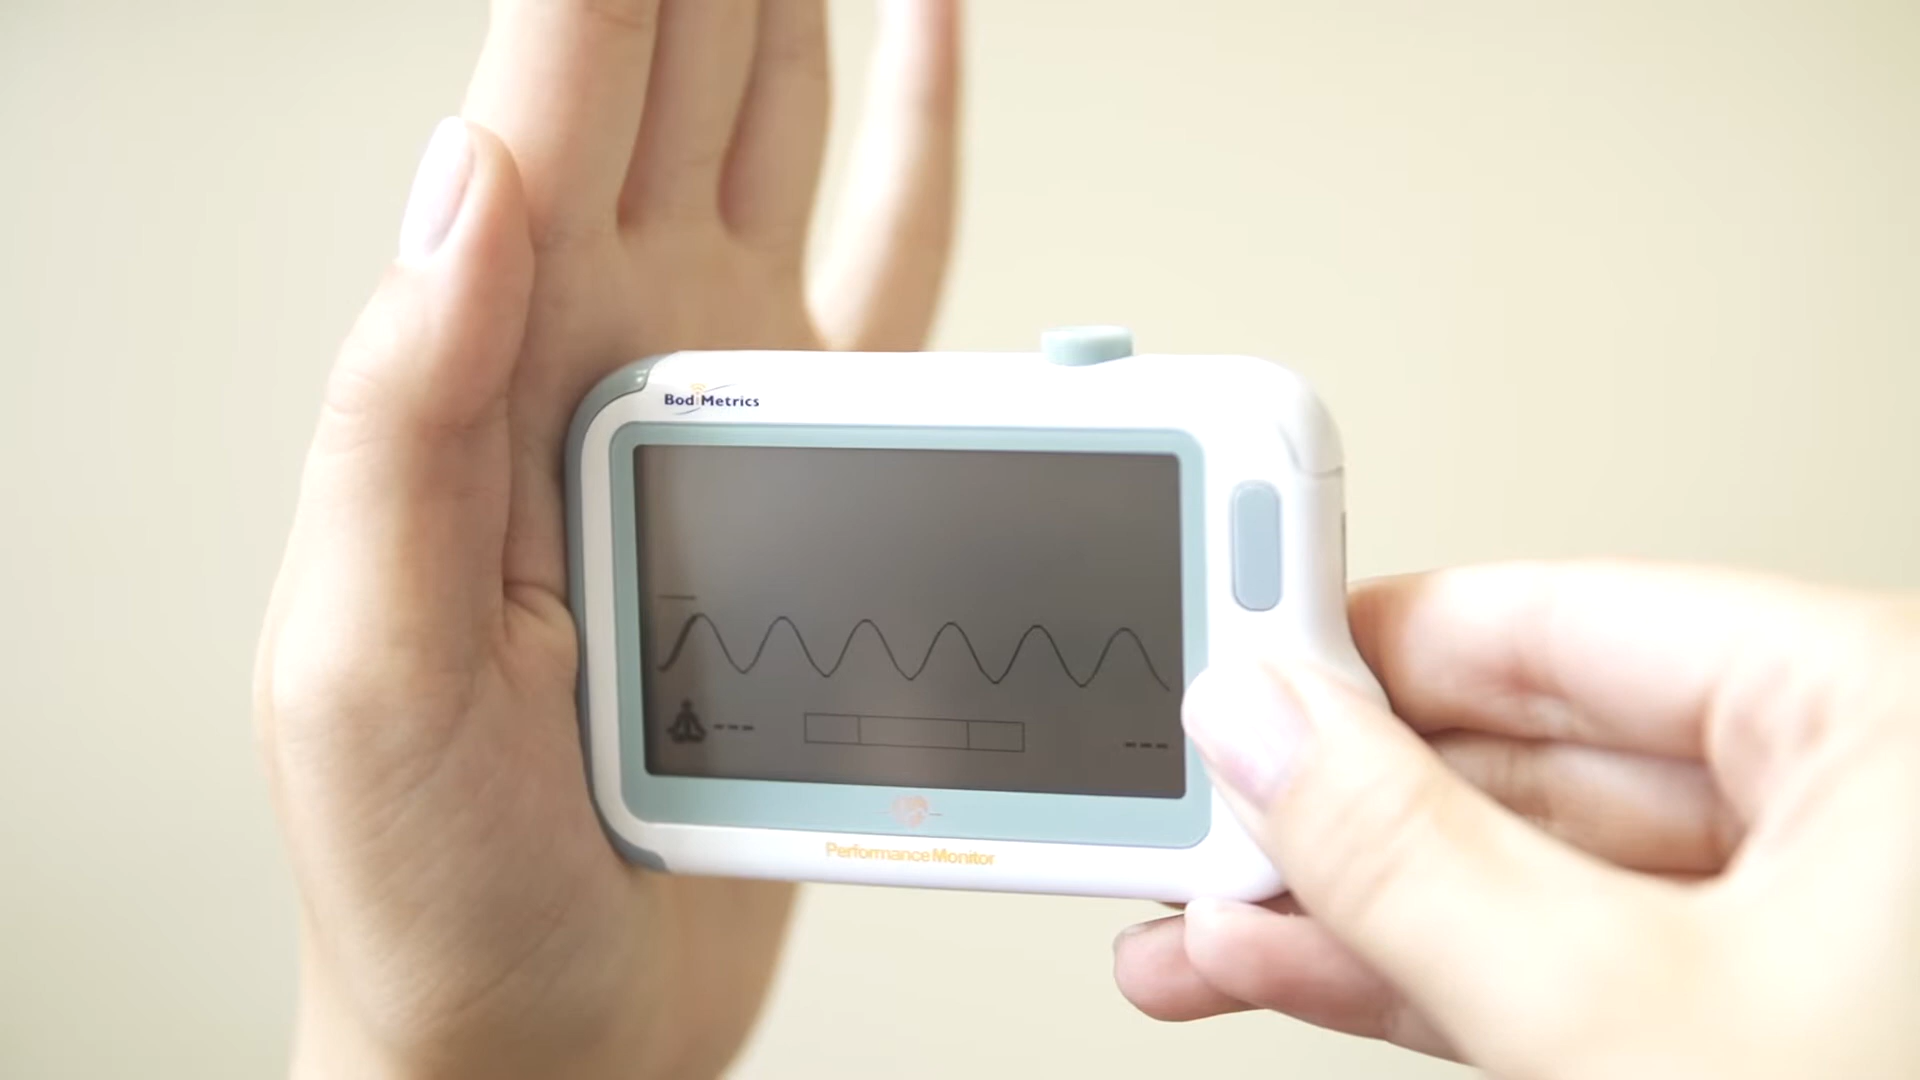 BodiMetrics
--- 
---
Performance Monitor